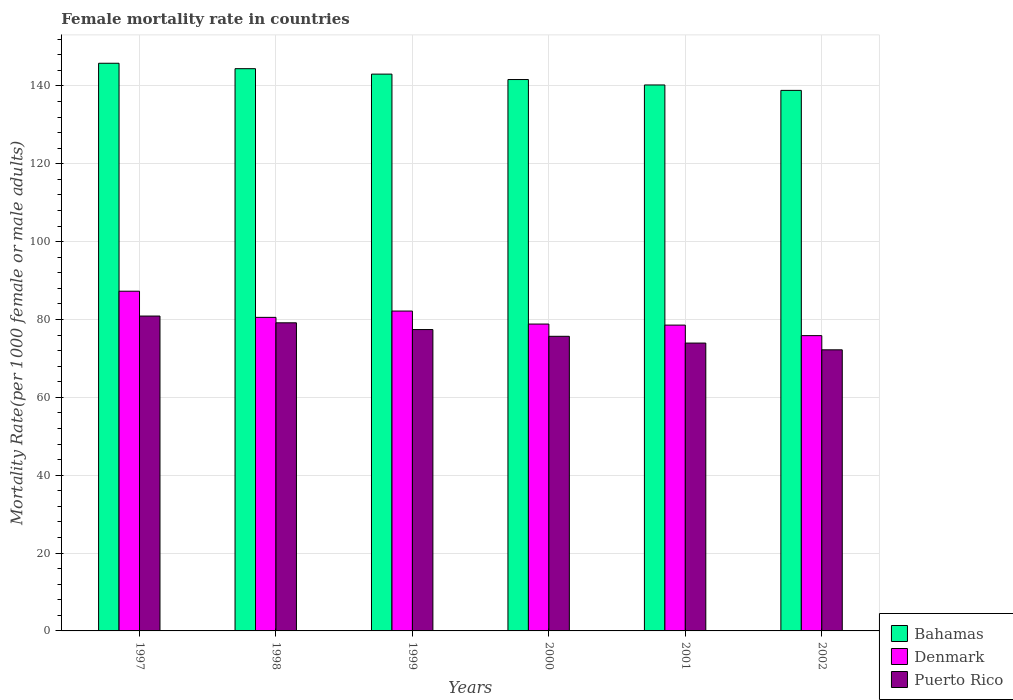 Female mortality rate in countries
Mortality Rate(per 1000 female or male adults)
140
120
100
80
60
40
20
0
1997
1998
1999
2000
2001
2002
Years
Bahamas
Denmark
Puerto Rico